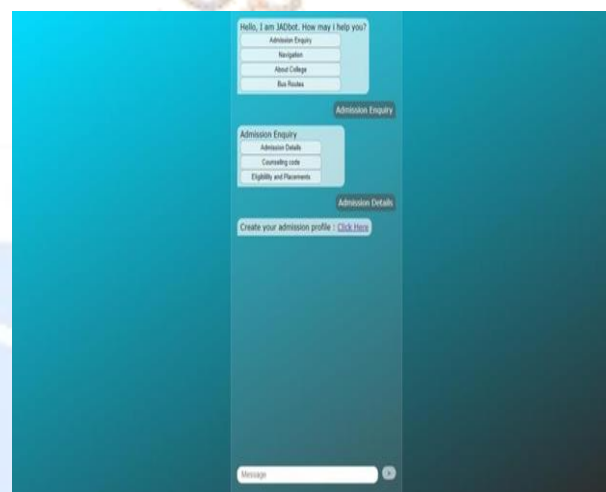 Hello, I am JADbot. How may i help you?
Admission Enquiry
Navigation
About College
Bus Routes
Admission Enquiry
Admission Enquiry
Admission Details
Counseling code
Eligibility and Placements
Admission Details
Create your admission profile : Click Here
Message